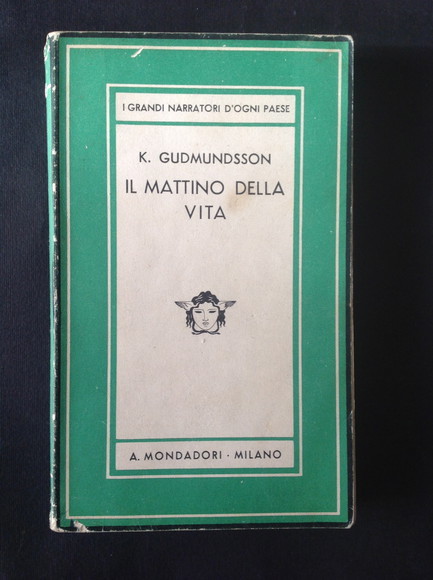 I GRANDI NARRATORI D'OGNI PAESE
K. GUDMUNDSSON
IL MATTINO DELLA
VITA
A. MONDADORI · MILANO